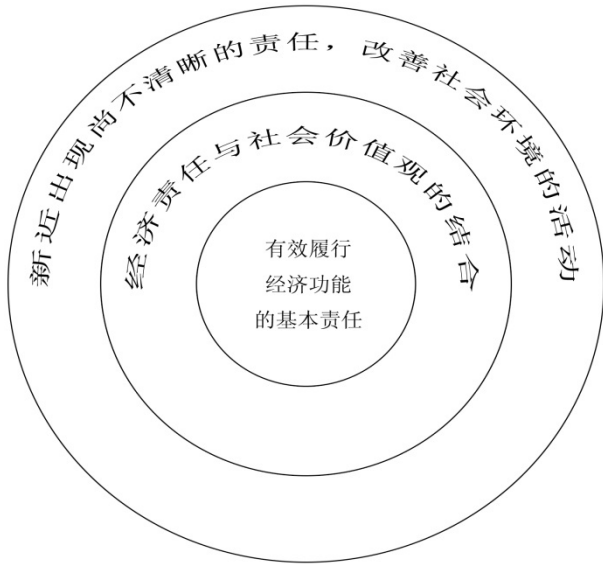 新近出现尚不清晰的责任，改善社会环境的活动
经济责任与社会价值观的结合
有效履行
经济功能
的基本责任